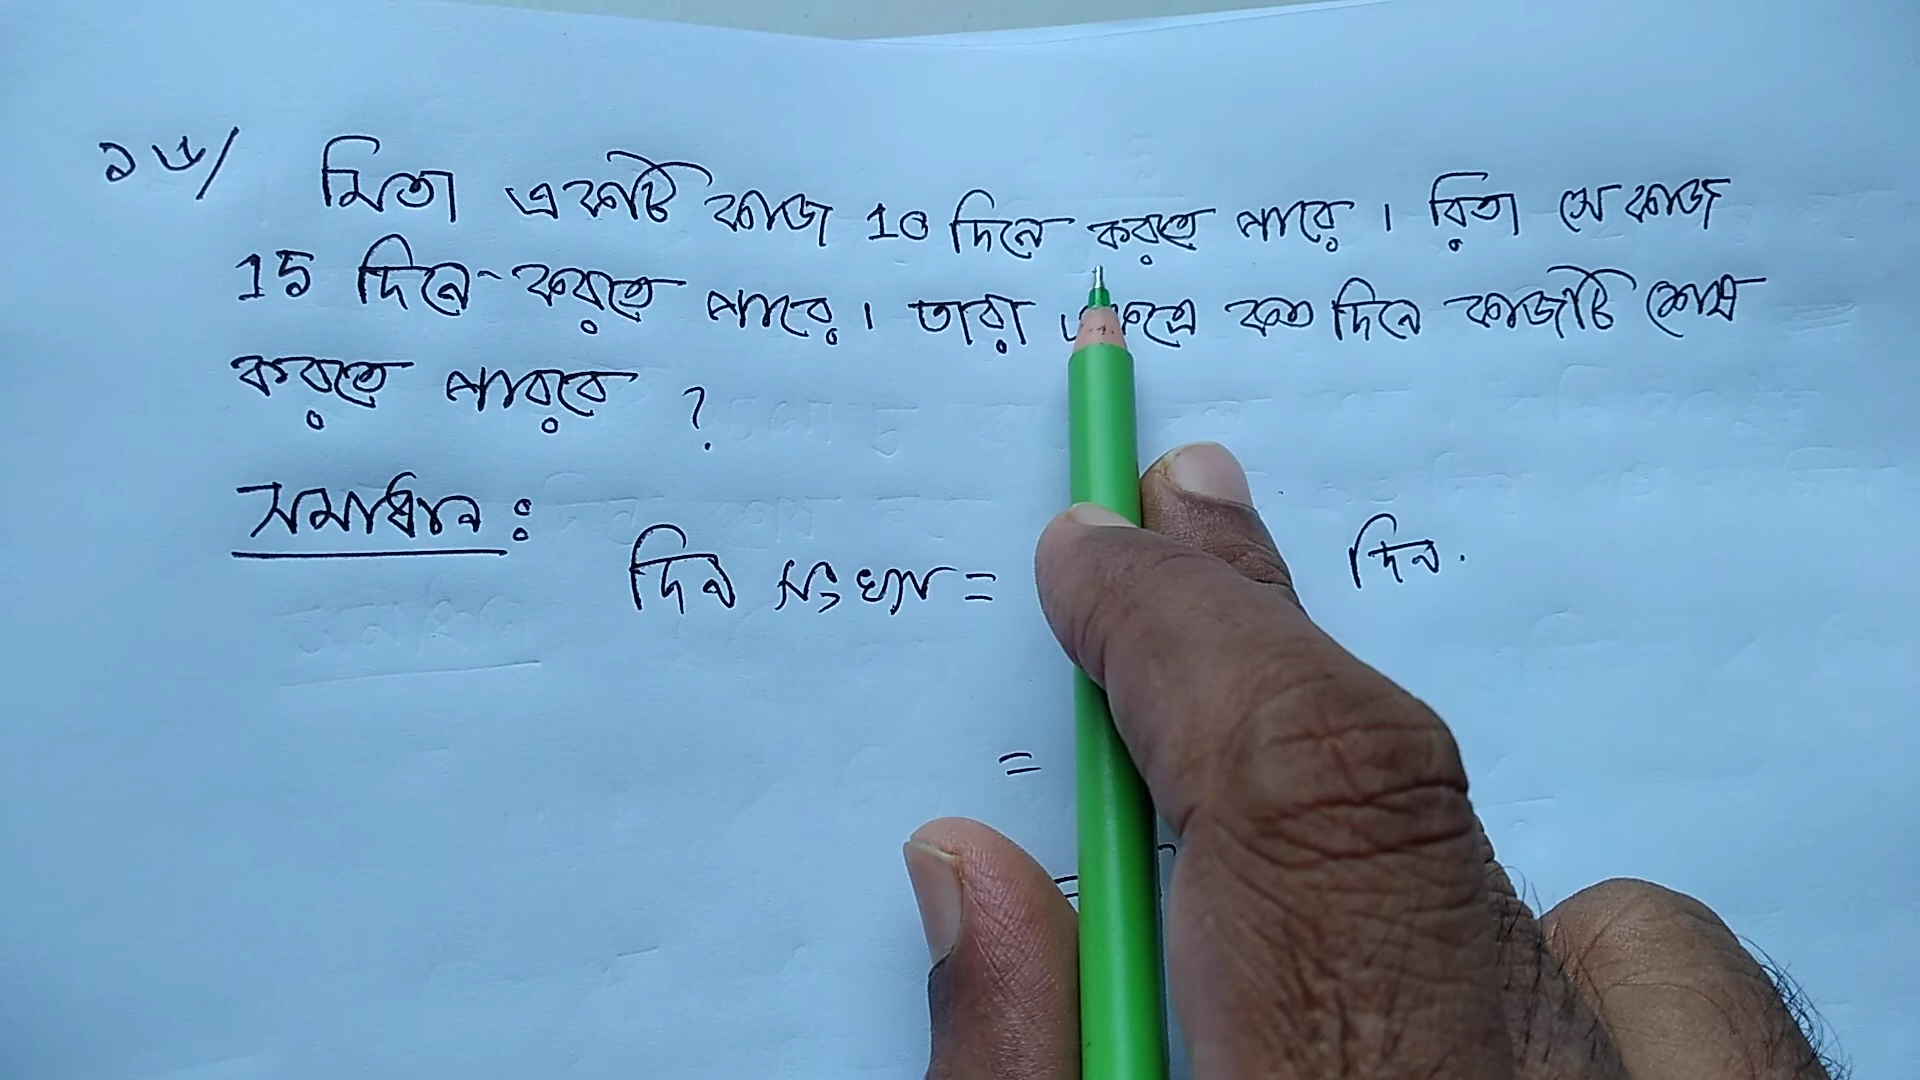 ১৬/ মিতা একটি কাজ 10 দিনে করতে পারে । রিতা সে কাজ
15 দিনে করতে পারে । তারা একত্রে কত দিনে কাজটি শেষ
করতে পারবে ?
সমাধান :
দিন সংখ্যা = দিন.
=
=